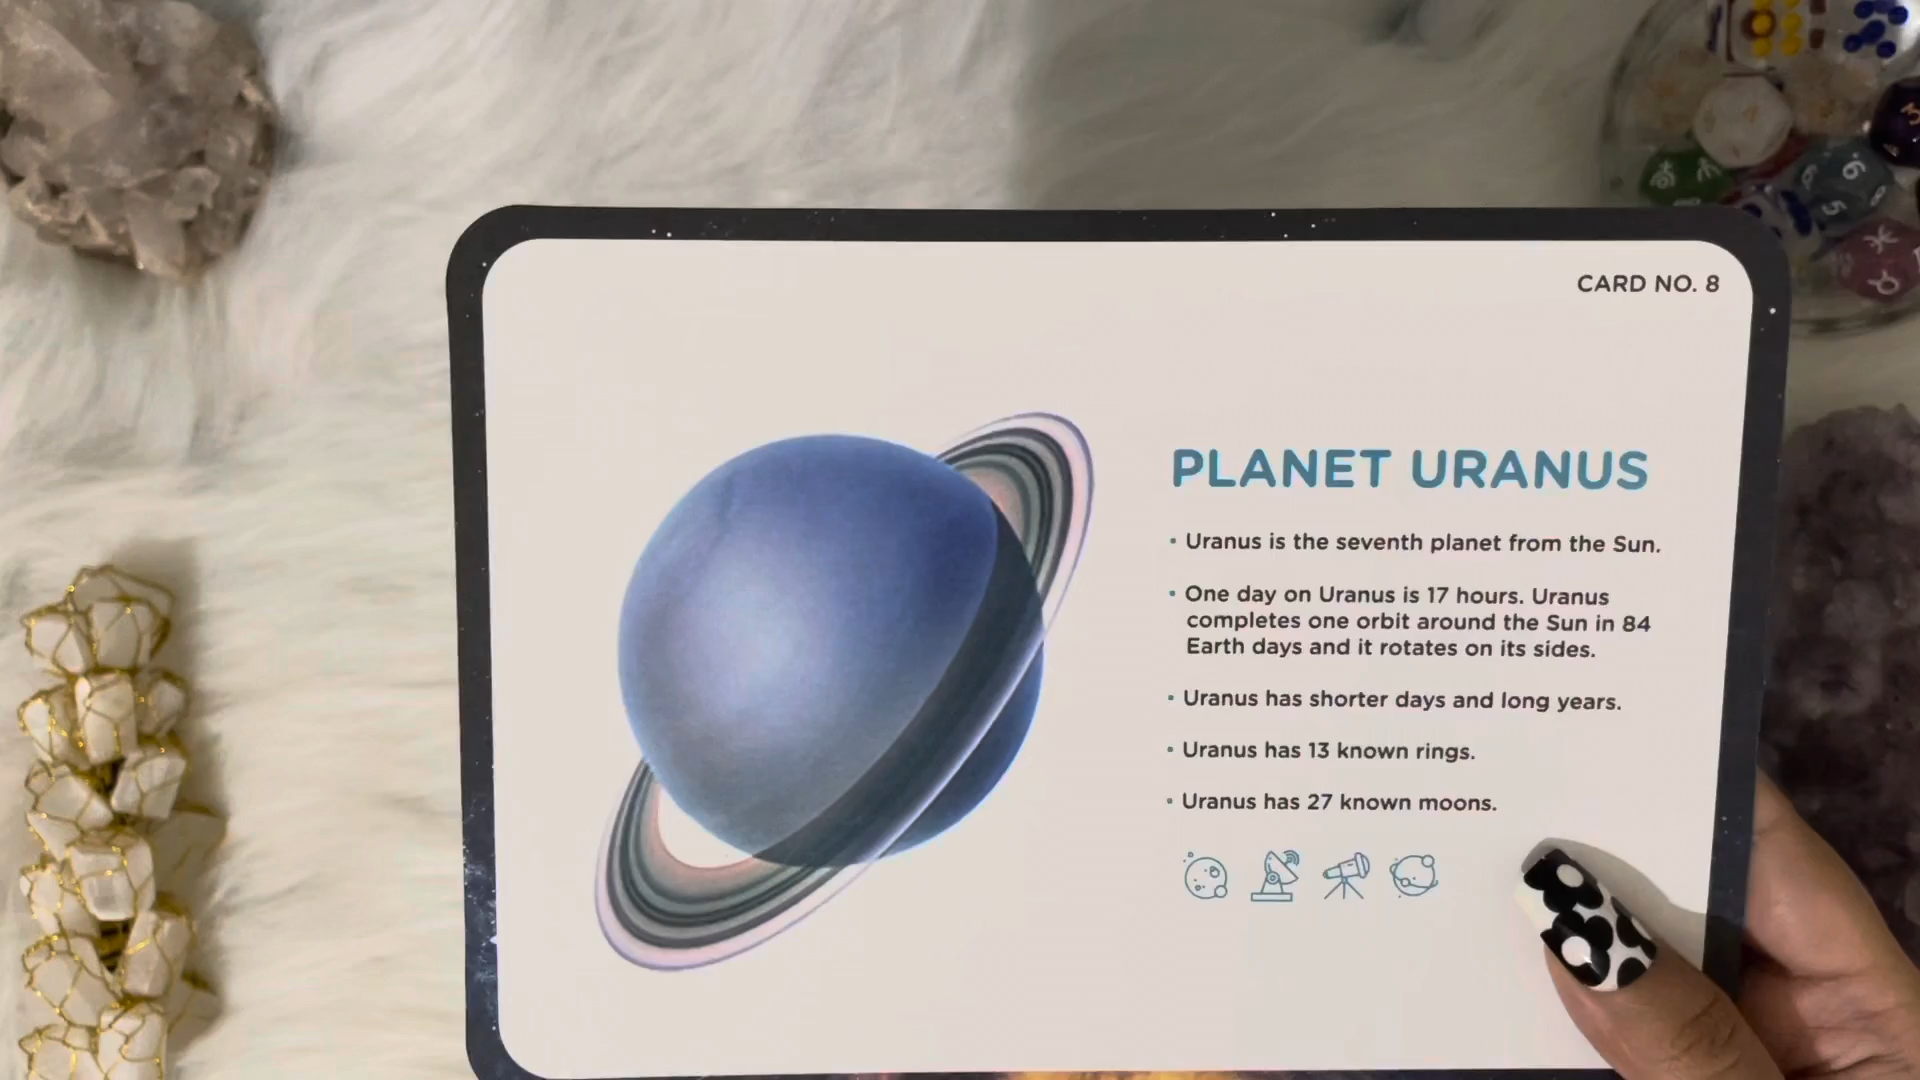 CARD NO. 8
PLANET URANUS
• Uranus is the seventh planet from the Sun.
• One day on Uranus is 17 hours. Uranus
completes one orbit around the Sun in 84
Earth days and it rotates on its sides.
• Uranus has shorter days and long years.
• Uranus has 13 known rings.
• Uranus has 27 known moons.